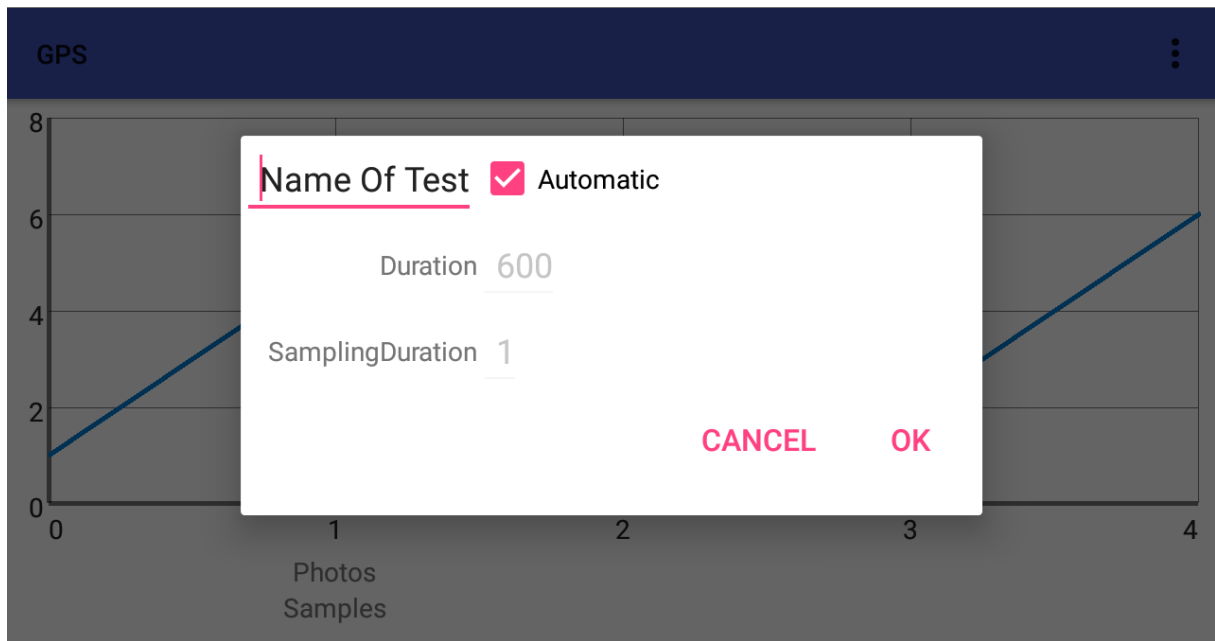 GPS
8
6
4
2
0
0 1 2 3 4
Name Of Test Automatic
Duration 600
SamplingDuration 1
CANCEL OK
Photos
Samples